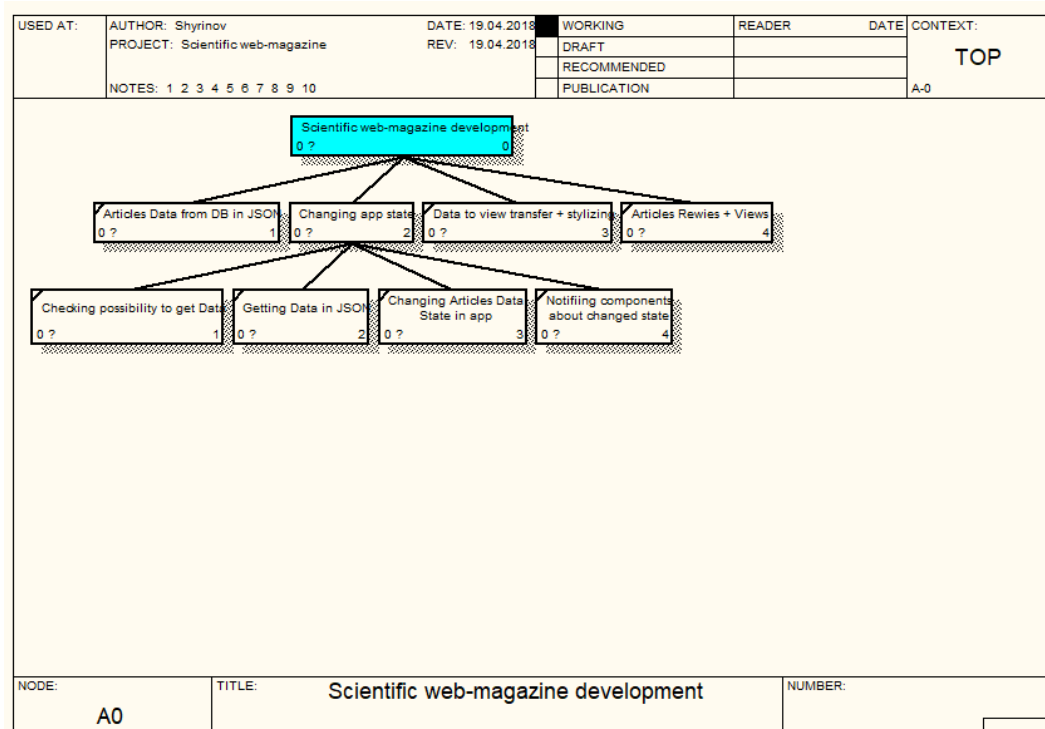 USED AT:
AUTHOR: Shyrinov
DATE: 19.04.2018
WORKING
READER
DATE
CONTEXT:
PROJECT: Scientific web-magazine
REV: 19.04.2018
DRAFT
TOP
RECOMMENDED
NOTES: 1 2 3 4 5 6 7 8 9 10
PUBLICATION
A-0
Scientific web-magazine development
0 ?
0
Articles Data from DB in JSON
0 ?
1
Changing app state
0 ?
2
Data to view transfer + stylizing
0 ?
3
Articles Rewies + Views
0 ?
4
Checking possibility to get Data
0 ?
1
Getting Data in JSON
0 ?
2
Changing Articles Data
State in app
0 ?
3
Notifiing components
about changed state
0 ?
4
NODE:
A0
TITLE:
Scientific web-magazine development
NUMBER: